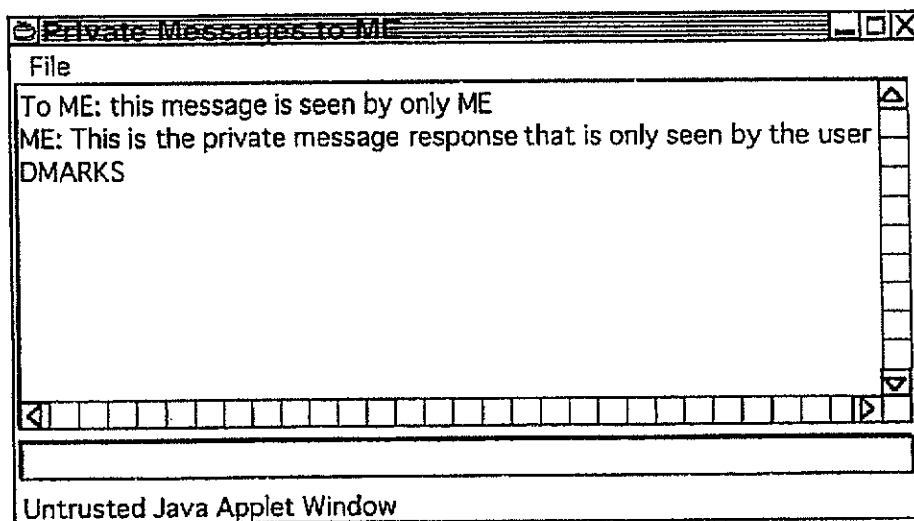 Private Messages to ME
File
To ME: this message is seen by only ME
ME: This is the private message response that is only seen by the user
DMARKS
Untrusted Java Applet Window